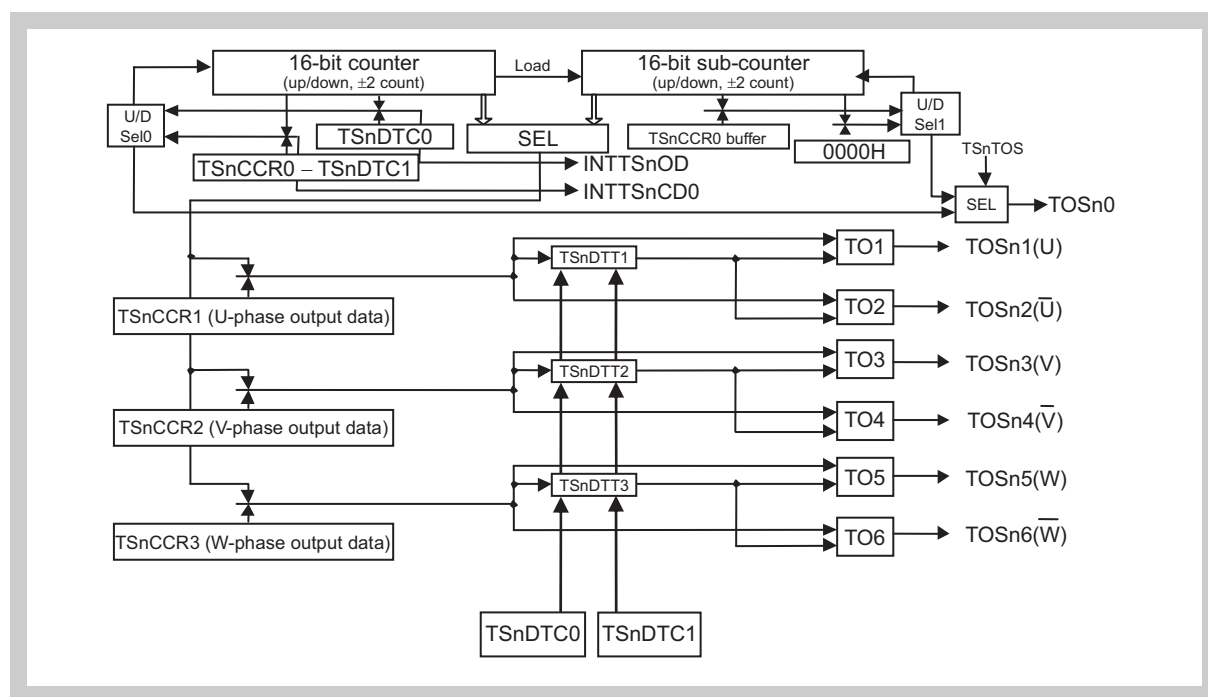 16-bit counter
(up/down, ±2 count)
Load
16-bit sub-counter
(up/down, ±2 count)
U/D
Sel0
U/D
Sel1
TSnDTC0
SEL
TSnCCR0 buffer
TSnCCR0 – TSnDTC1
INTTSnOD
0000H
TSnTOS
INTTSnCD0
SEL
TOSn0
TSnDTT1
TO1
TOSn1(U)
TSnCCR1 (U-phase output data)
TO2
TOSn2(U̅)
TSnDTT2
TO3
TOSn3(V)
TSnCCR2 (V-phase output data)
TO4
TOSn4(V̅)
TSnDTT3
TO5
TOSn5(W)
TSnCCR3 (W-phase output data)
TO6
TOSn6(W̅)
TSnDTC0
TSnDTC1